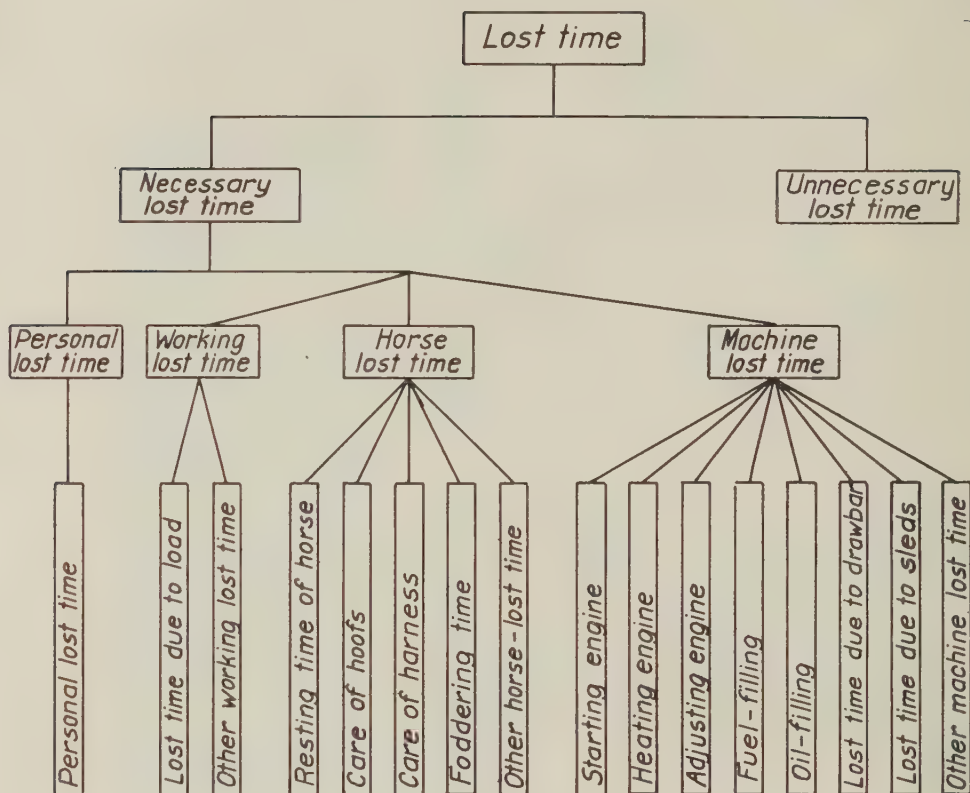 Lost time
Necessary
lost time
Unnecessary
lost time
Personal
lost time
Working
lost time
Horse
lost time
Machine
lost time
Personal lost time
Lost time due to load
Other working lost time
Resting time of horse
Care of hoofs
Care of harness
Foddering time
Other horse-lost time
Starting engine
Heating engine
Adjusting engine
Fuel-filling
Oil-filling
Lost time due to drawbar
Lost time due to sleds
Other machine lost time